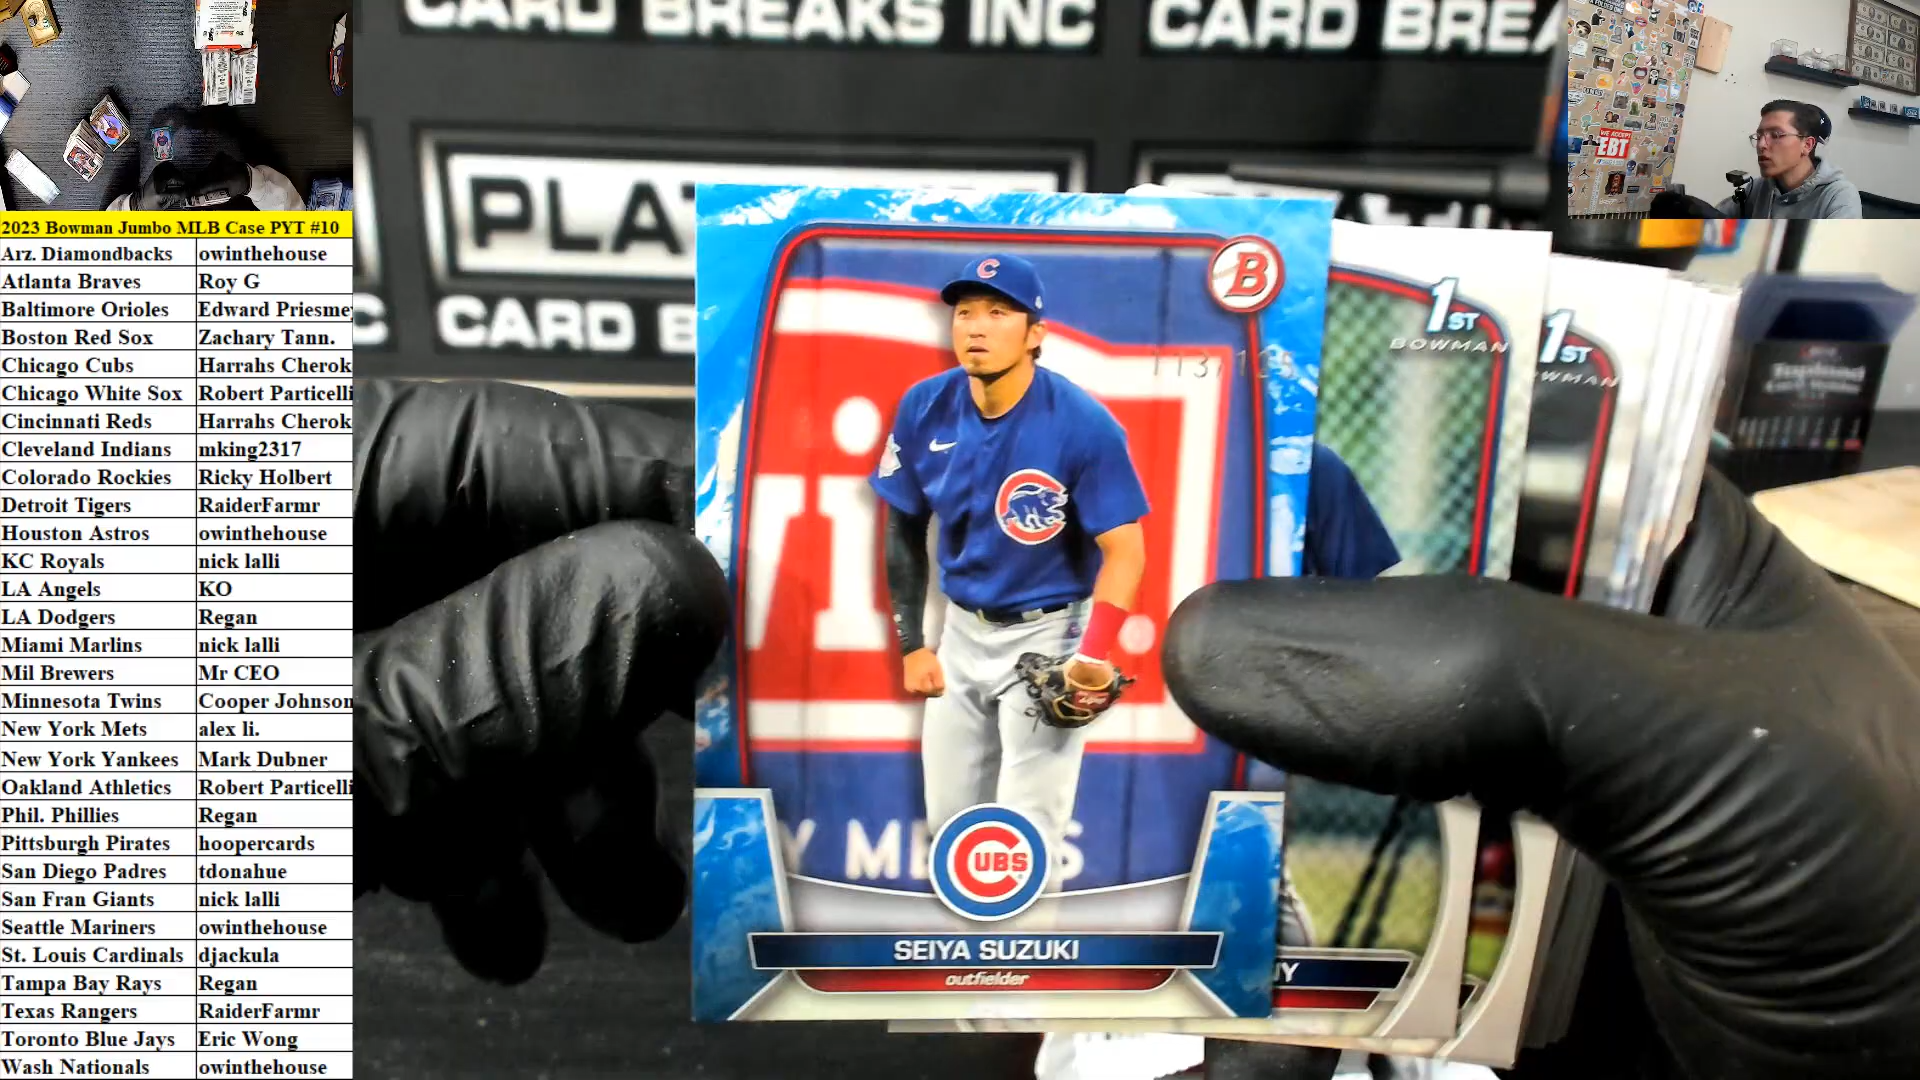 CARD BREAKS INC
CARD BREA
PLA
CARD B
WE ACCEPT
EBT
2023 Bowman Jumbo MLB Case PYT #10
Arz. Diamondbacks owinthehouse
Atlanta Braves Roy G
Baltimore Orioles Edward Priesmey
Boston Red Sox Zachary Tann.
Chicago Cubs Harrahs Cherok
Chicago White Sox Robert Particelli
Cincinnati Reds Harrahs Cherok
Cleveland Indians mking2317
Colorado Rockies Ricky Holbert
Detroit Tigers RaiderFarmr
Houston Astros owinthehouse
KC Royals nick lalli
LA Angels KO
LA Dodgers Regan
Miami Marlins nick lalli
Mil Brewers Mr CEO
Minnesota Twins Cooper Johnson
New York Mets alex li.
New York Yankees Mark Dubner
Oakland Athletics Robert Particelli
Phil. Phillies Regan
Pittsburgh Pirates hoopercards
San Diego Padres tdonahue
San Fran Giants nick lalli
Seattle Mariners owinthehouse
St. Louis Cardinals djackula
Tampa Bay Rays Regan
Texas Rangers RaiderFarmr
Toronto Blue Jays Eric Wong
Wash Nationals owinthehouse
B
C
1ST
BOWMAN
1ST
WMAN
CUBS
SEIYA SUZUKI
outfielder